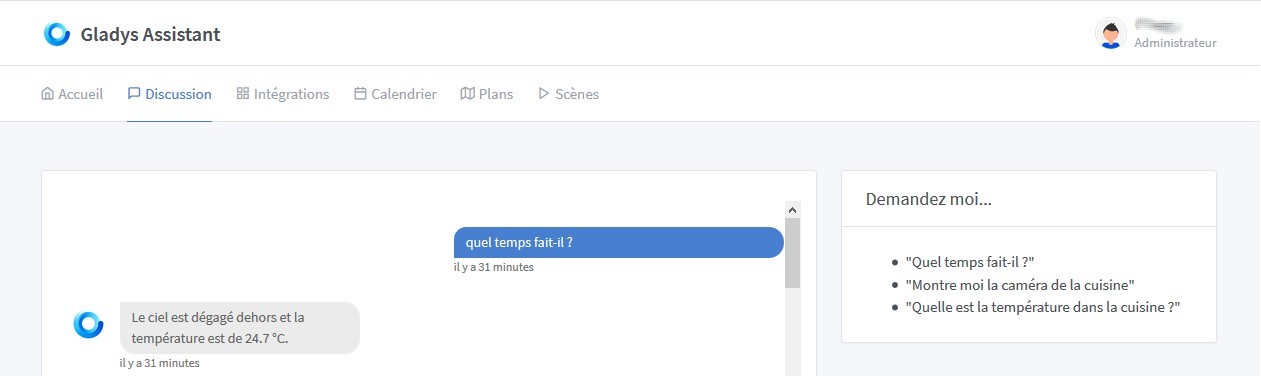 Gladys Assistant
Administrateur
Accueil
Discussion
Intégrations
Calendrier
Plans
Scènes
quel temps fait-il ?
il y a 31 minutes
Le ciel est dégagé dehors et la
température est de 24.7 °C.
il y a 31 minutes
Demandez moi...
"Quel temps fait-il ?"
"Montre moi la caméra de la cuisine"
"Quelle est la température dans la cuisine ?"